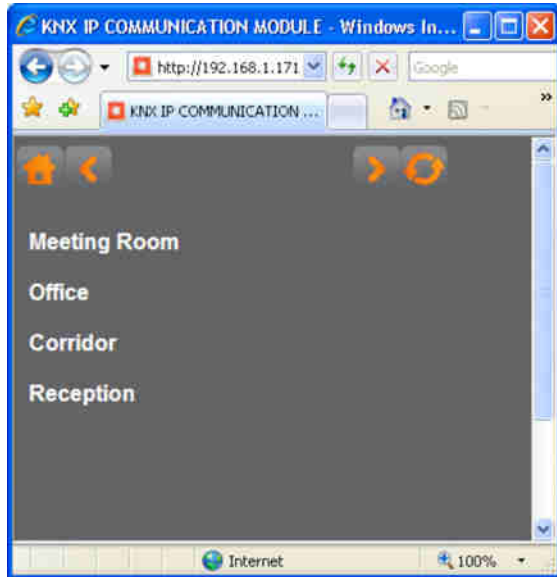 KNX IP COMMUNICATION MODULE - Windows In...
http://192.168.1.171
Google
KNX IP COMMUNICATION ...
»
Meeting Room
Office
Corridor
Reception
Internet
100%